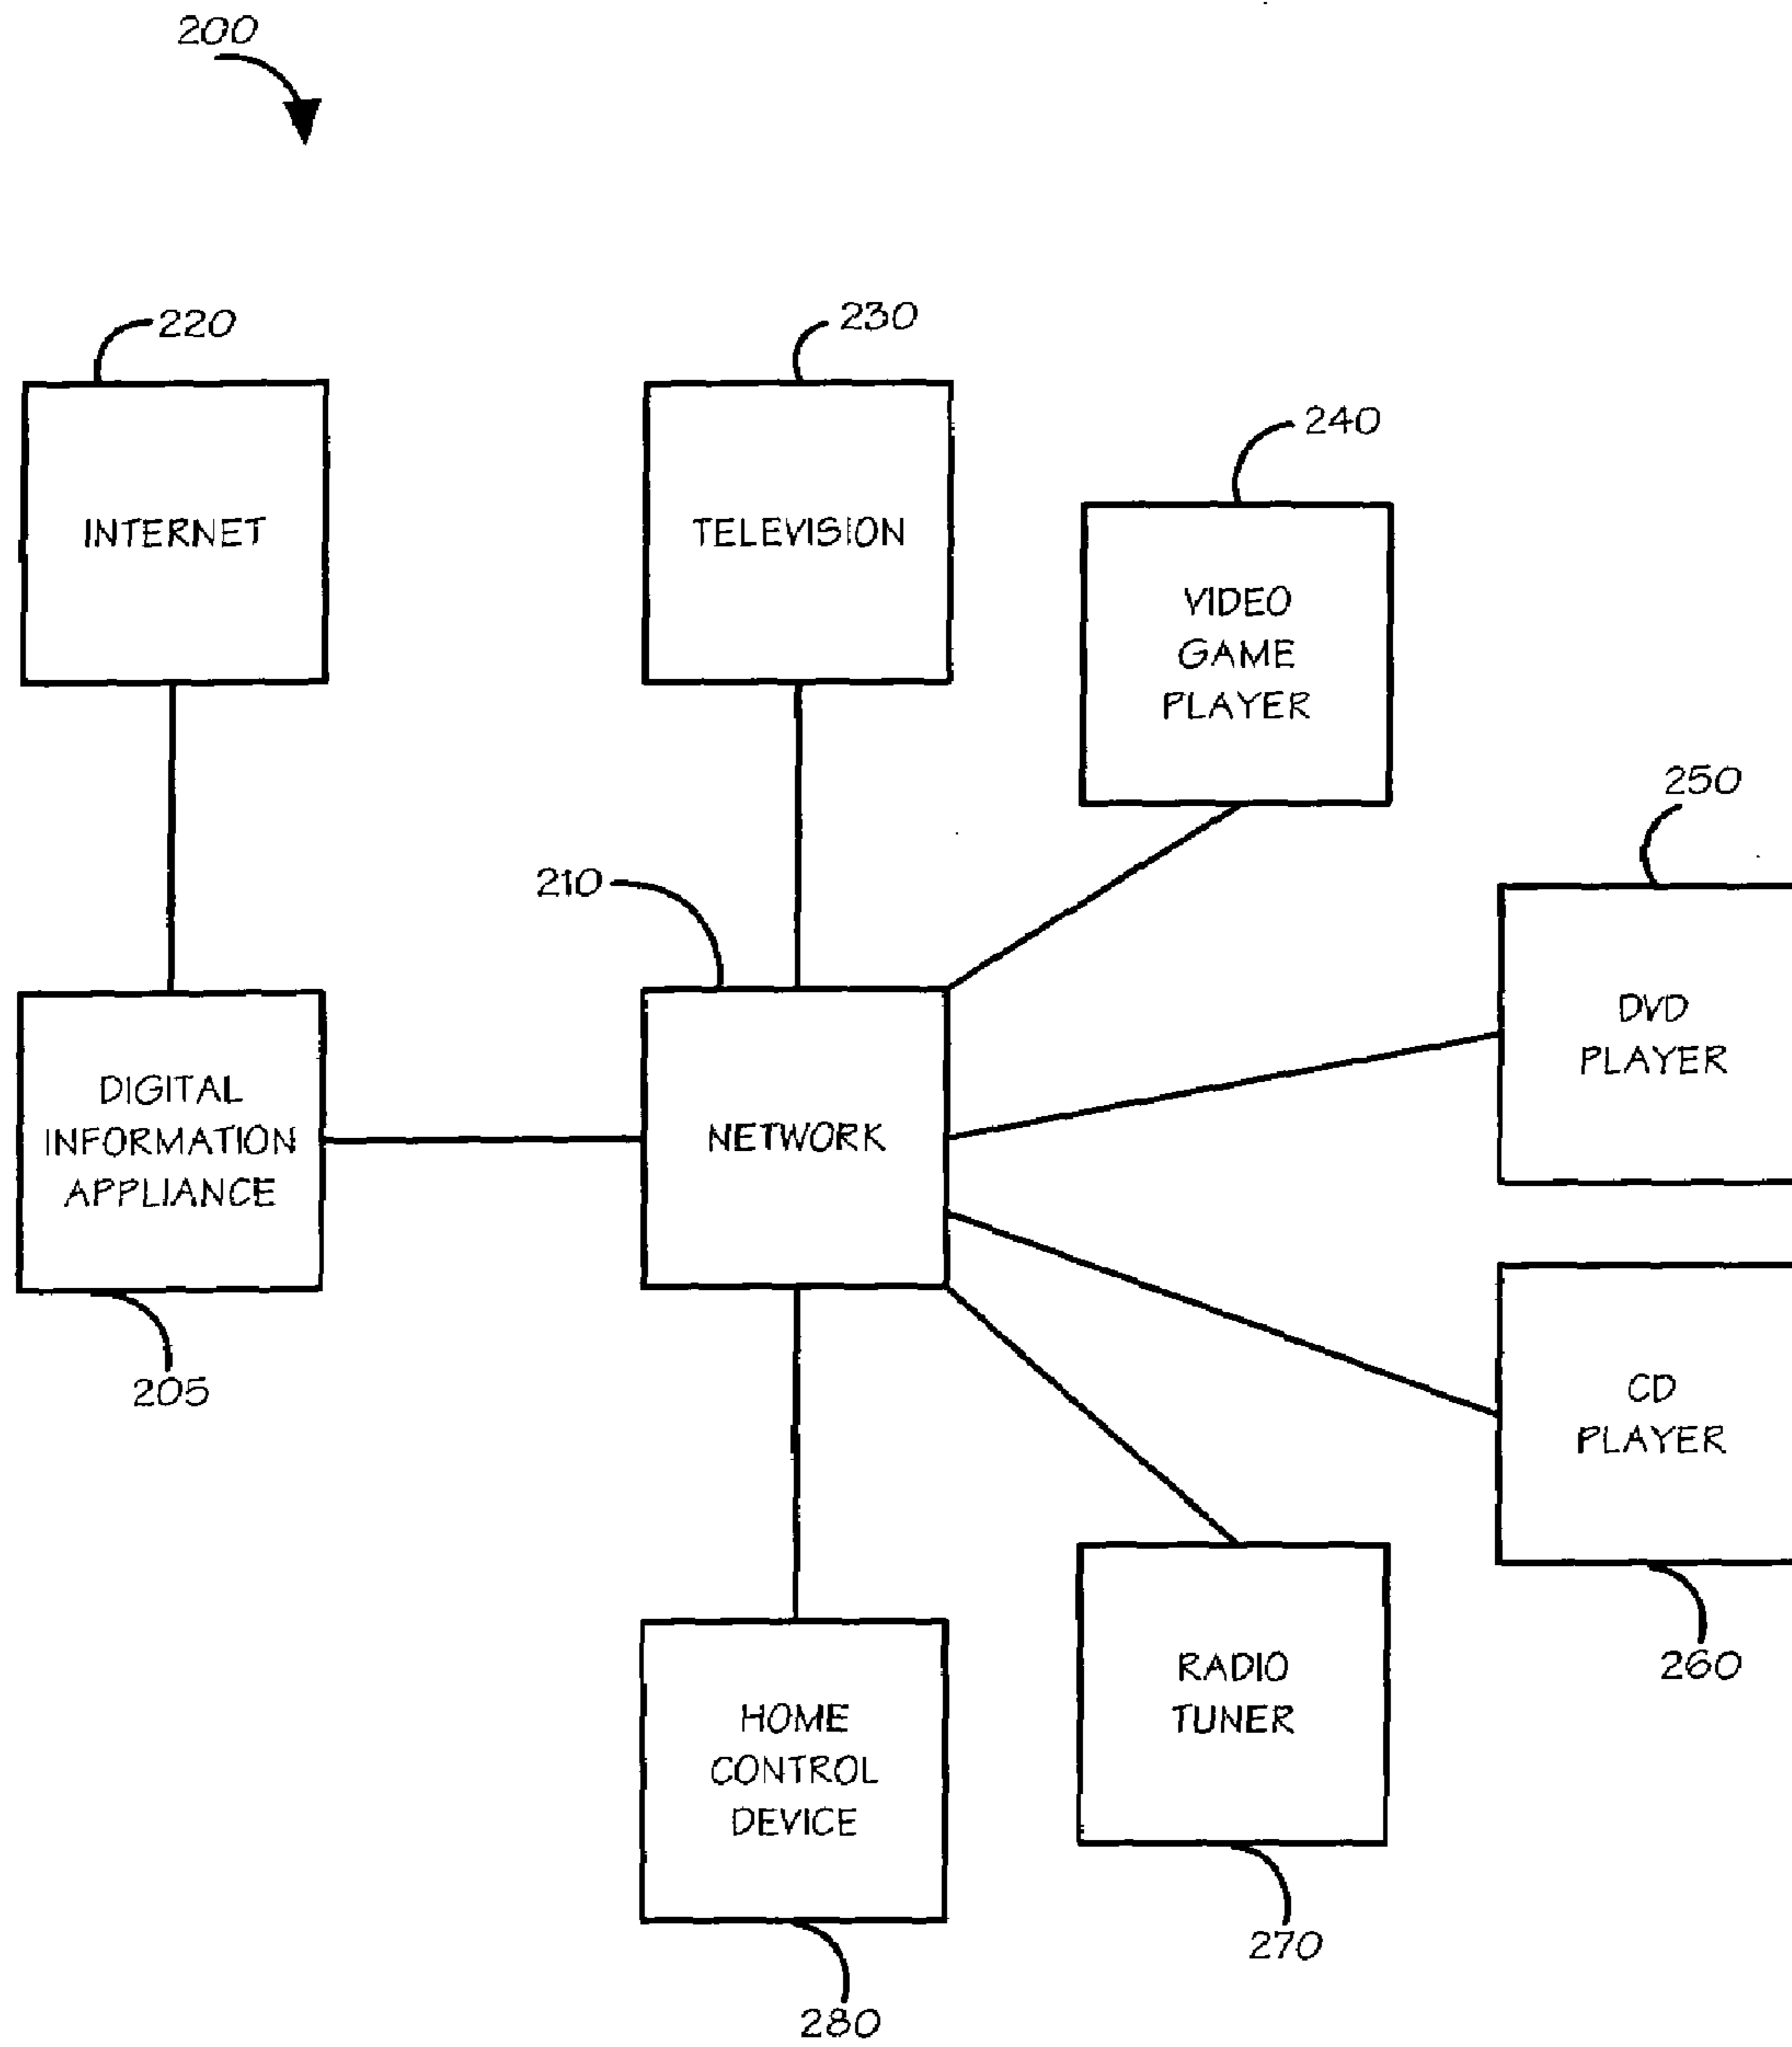 200
220
230
240
INTERNET
TELEVISION
VIDEO
GAME
PLAYER
250
210
DVD
PLAYER
DIGITAL
INFORMATION
APPLIANCE
NETWORK
205
CD
PLAYER
260
RADIO
TUNER
HOME
CONTROL
DEVICE
270
280